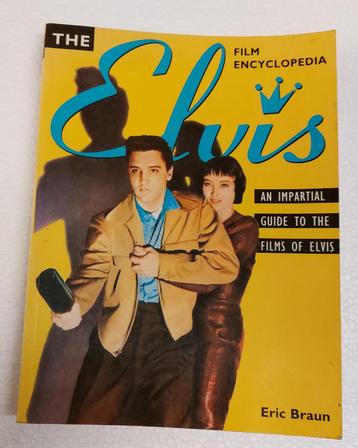 THE
FILM
ENCYCLOPEDIA
Elvis
AN IMPARTIAL
GUIDE TO THE
FILMS OF ELVIS
Eric Braun